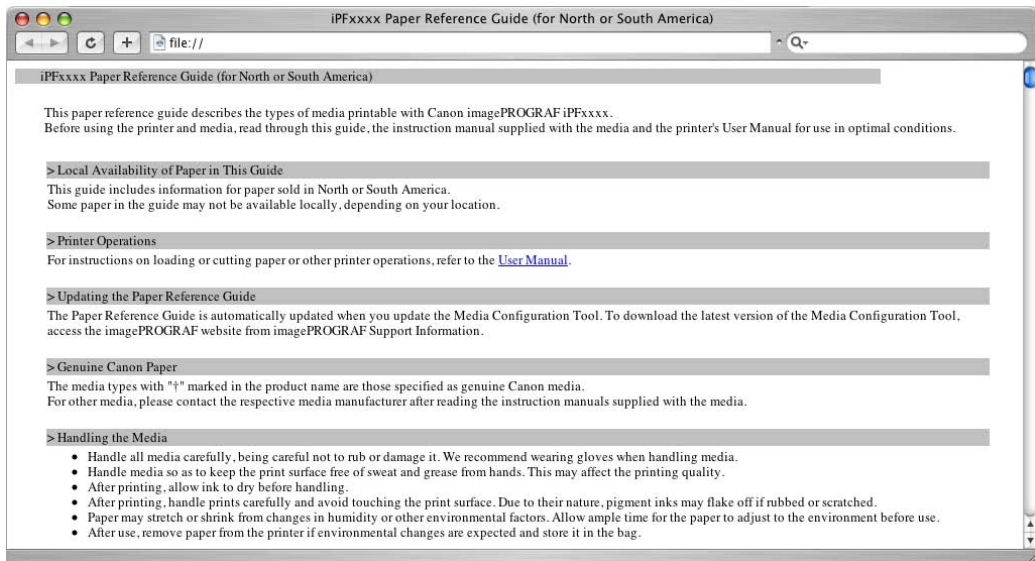 iPFxxxx Paper Reference Guide (for North or South America)
file://
iPFxxxx Paper Reference Guide (for North or South America)
This paper reference guide describes the types of media printable with Canon imagePROGRAF iPFxxxx.
Before using the printer and media, read through this guide, the instruction manual supplied with the media and the printer's User Manual for use in optimal conditions.
> Local Availability of Paper in This Guide
This guide includes information for paper sold in North or South America.
Some paper in the guide may not be available locally, depending on your location.
> Printer Operations
For instructions on loading or cutting paper or other printer operations, refer to the User Manual.
> Updating the Paper Reference Guide
The Paper Reference Guide is automatically updated when you update the Media Configuration Tool. To download the latest version of the Media Configuration Tool,
access the imagePROGRAF website from imagePROGRAF Support Information.
> Genuine Canon Paper
The media types with "†" marked in the product name are those specified as genuine Canon media.
For other media, please contact the respective media manufacturer after reading the instruction manuals supplied with the media.
> Handling the Media
• Handle all media carefully, being careful not to rub or damage it. We recommend wearing gloves when handling media.
• Handle media so as to keep the print surface free of sweat and grease from hands. This may affect the printing quality.
• After printing, allow ink to dry before handling.
• After printing, handle prints carefully and avoid touching the print surface. Due to their nature, pigment inks may flake off if rubbed or scratched.
• Paper may stretch or shrink from changes in humidity or other environmental factors. Allow ample time for the paper to adjust to the environment before use.
• After use, remove paper from the printer if environmental changes are expected and store it in the bag.